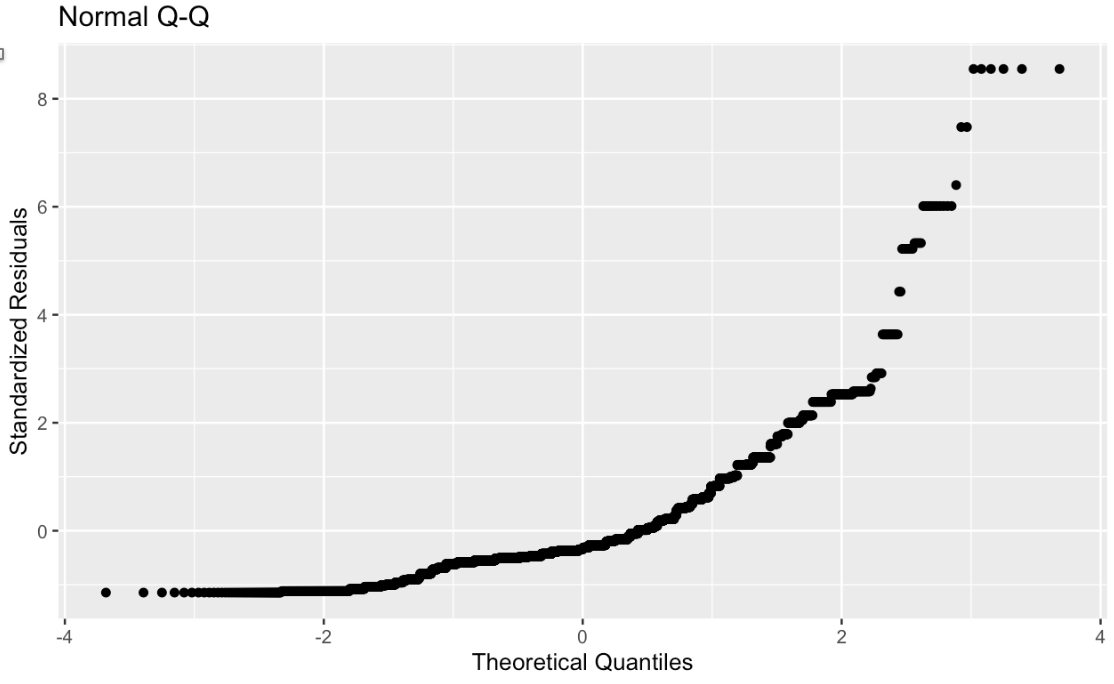 Normal Q-Q
8
6
4
2
0
Standardized Residuals
-4 -2 0 2 4
Theoretical Quantiles